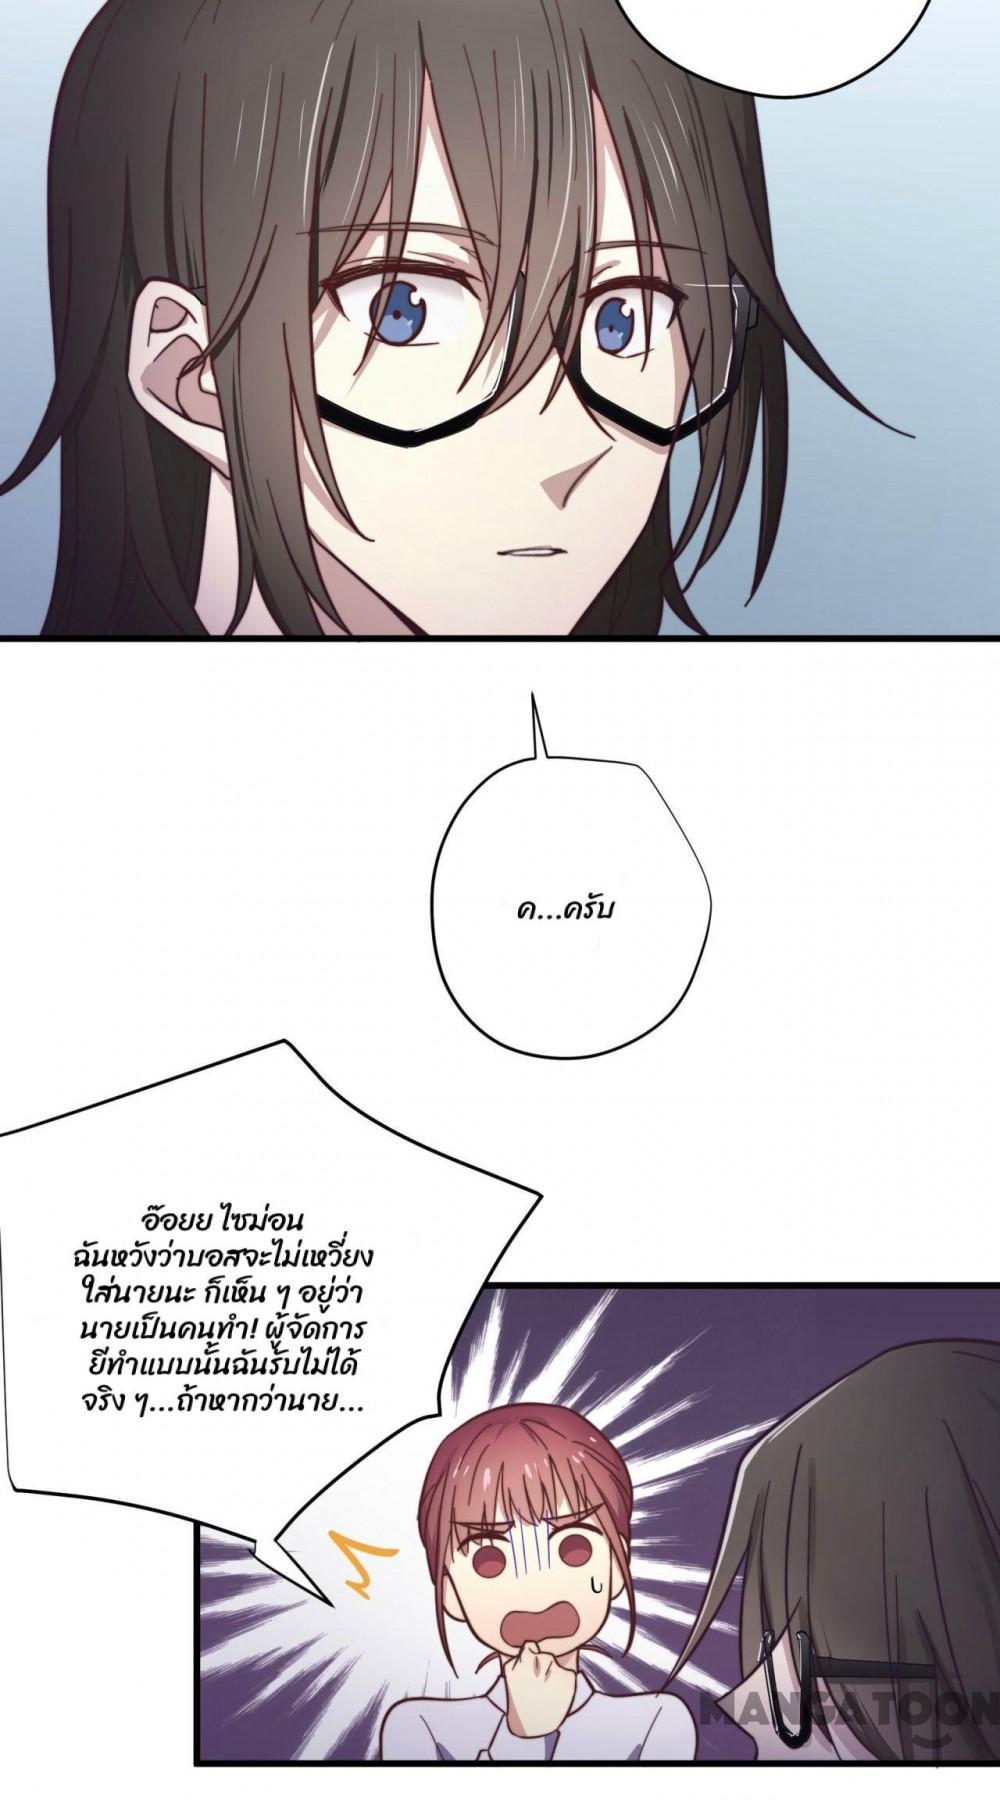 ค...ครับ
อ๊อยย ไซม่อน
ฉันหวังว่าบอสจะไม่เหวี่ยง
ใส่นายนะ ก็เห็น ๆ อยู่ว่า
นายเป็นคนทำ! ผู้จัดการ
ยีทำแบบนั้นฉันรับไม่ได้
จริง ๆ...ถ้าหากว่านาย...
MANGATOON